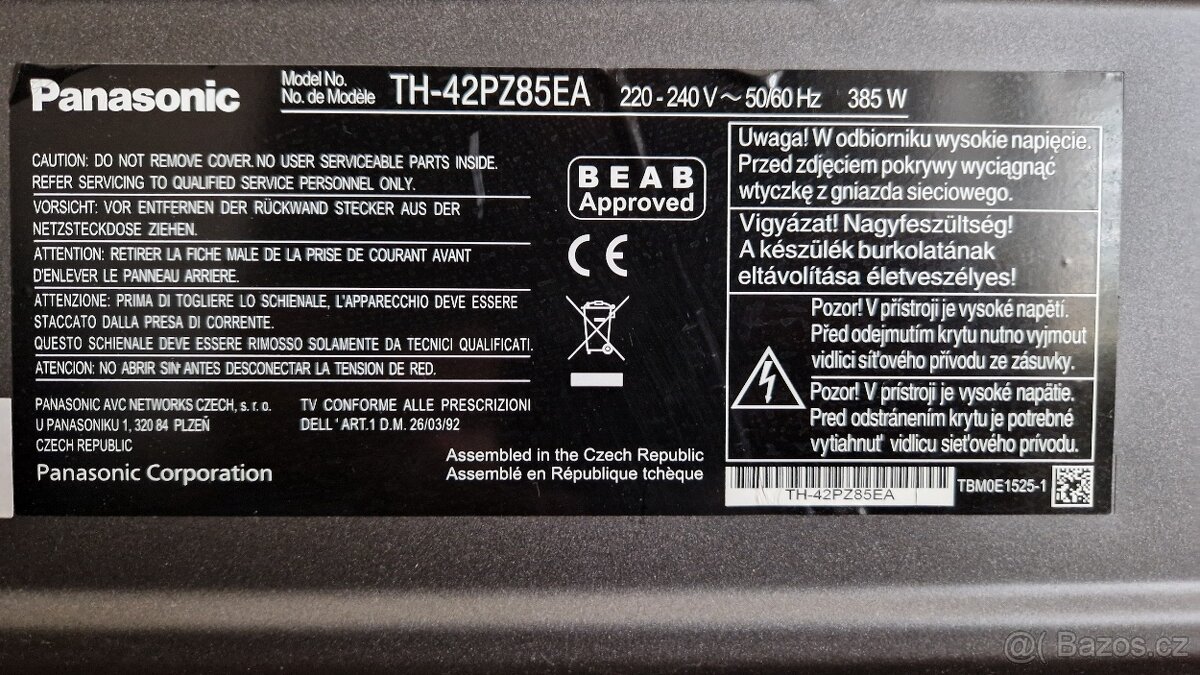 Panasonic
Model No.
No. de Modèle
TH-42PZ85EA
220 - 240 V ~ 50/60 Hz
385 W
CAUTION: DO NOT REMOVE COVER. NO USER SERVICEABLE PARTS INSIDE.
REFER SERVICING TO QUALIFIED SERVICE PERSONNEL ONLY.
VORSICHT: VOR ENTFERNEN DER RÜCKWAND STECKER AUS DER
NETZSTECKDOSE ZIEHEN.
ATTENTION: RETIRER LA FICHE MALE DE LA PRISE DE COURANT AVANT
D'ENLEVER LE PANNEAU ARRIERE.
ATTENZIONE: PRIMA DI TOGLIERE LO SCHIENALE, L'APPARECCHIO DEVE ESSERE
STACCATO DALLA PRESA DI CORRENTE.
QUESTO SCHIENALE DEVE ESSERE RIMOSSO SOLAMENTE DA TECNICI QUALIFICATI.
ATENCION: NO ABRIR SIN ANTES DESCONECTAR LA TENSION DE RED.
PANASONIC AVC NETWORKS CZECH, s. r. o.
U PANASONIKU 1, 320 84 PLZEŇ
CZECH REPUBLIC
Panasonic Corporation
TV CONFORME ALLE PRESCRIZIONI
DELL' ART.1 D.M. 26/03/92
Assembled in the Czech Republic
Assemblé en République tchèque
BEAB
Approved
CE
Uwaga! W odbiorniku wysokie napięcie.
Przed zdjęciem pokrywy wyciągnąć
wtyczkę z gniazda sieciowego.
Vigyázat! Nagyfeszültség!
A készülék burkolatának
eltávolítása életveszélyes!
Pozor! V přístroji je vysoké napětí.
Před odejmutím krytu nutno vyjmout
vidlici síťového přívodu ze zásuvky.
Pozor! V prístroji je vysoké napätie.
Pred odstránením krytu je potrebné
vytiahnuť vidlicu sieťového prívodu.
TH-42PZ85EA
TBM0E1525-1
@( Bazos.cz